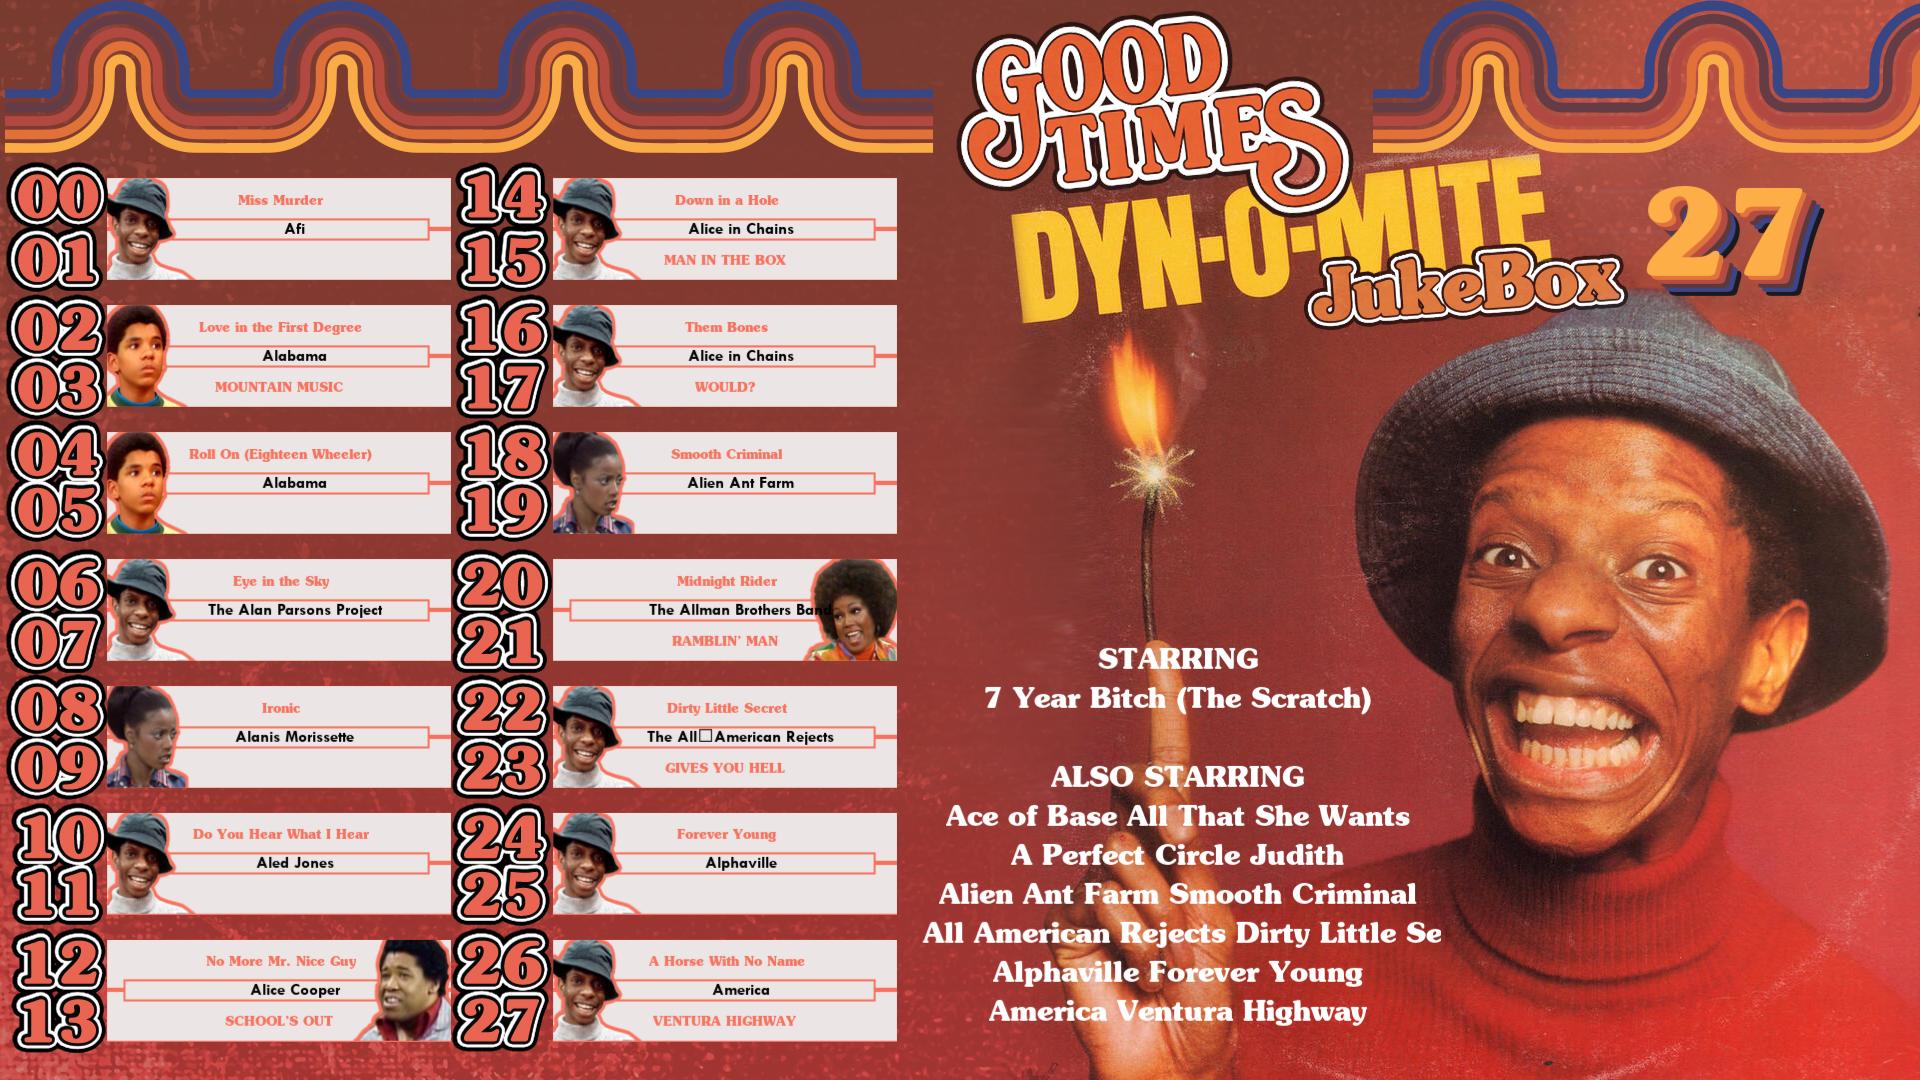 GOOD
TIMES
DYN-O-MITE
JukeBox
27
00
01
Miss Murder
Afi
02
03
Love in the First Degree
Alabama
MOUNTAIN MUSIC
04
05
Roll On (Eighteen Wheeler)
Alabama
06
07
Eye in the Sky
The Alan Parsons Project
08
09
Ironic
Alanis Morissette
10
11
Do You Hear What I Hear
Aled Jones
12
13
No More Mr. Nice Guy
Alice Cooper
SCHOOL'S OUT
14
15
Down in a Hole
Alice in Chains
MAN IN THE BOX
16
17
Them Bones
Alice in Chains
WOULD?
18
19
Smooth Criminal
Alien Ant Farm
20
21
Midnight Rider
The Allman Brothers Band
RAMBLIN' MAN
22
23
Dirty Little Secret
The All□American Rejects
GIVES YOU HELL
24
25
Forever Young
Alphaville
26
27
A Horse With No Name
America
VENTURA HIGHWAY
STARRING
7 Year Bitch (The Scratch)
ALSO STARRING
Ace of Base All That She Wants
A Perfect Circle Judith
Alien Ant Farm Smooth Criminal
All American Rejects Dirty Little Se
Alphaville Forever Young
America Ventura Highway